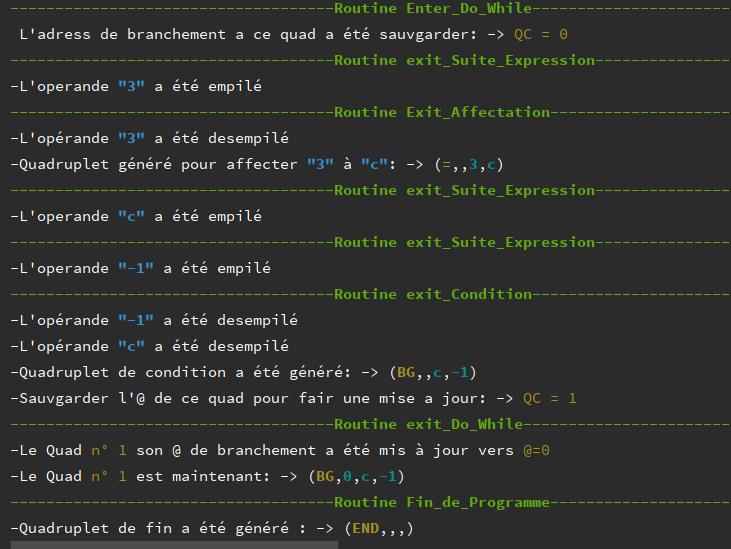 ------------------------------------Routine Enter_Do_While----------------------
L'adress de branchement a ce quad a été sauvgarder: -> QC = 0
------------------------------------Routine exit_Suite_Expression---------------
-L'operande "3" a été empilé
------------------------------------Routine Exit_Affectation--------------------
-L'opérande "3" a été desempilé
-Quadruplet généré pour affecter "3" à "c": -> (=,,3,c)
------------------------------------Routine exit_Suite_Expression---------------
-L'operande "c" a été empilé
------------------------------------Routine exit_Suite_Expression---------------
-L'operande "-1" a été empilé
------------------------------------Routine exit_Condition----------------------
-L'opérande "-1" a été desempilé
-L'opérande "c" a été desempilé
-Quadruplet de condition a été généré: -> (BG,,c,-1)
-Sauvgarder l'@ de ce quad pour fair une mise a jour: -> QC = 1
------------------------------------Routine exit_Do_While-----------------------
-Le Quad n° 1 son @ de branchement a été mis à jour vers @=0
-Le Quad n° 1 est maintenant: -> (BG,0,c,-1)
------------------------------------Routine Fin_de_Programme--------------------
-Quadruplet de fin a été généré : -> (END,,,)